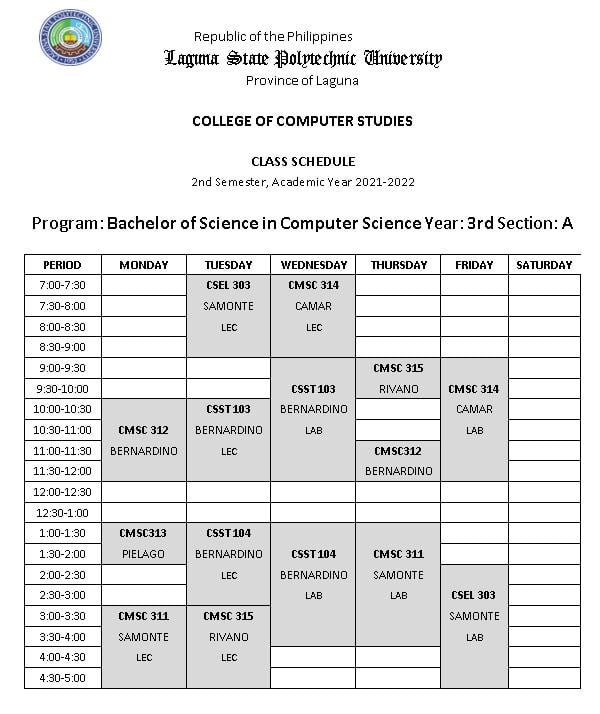 Republic of the Philippines
Laguna State Polytechnic University
Province of Laguna
COLLEGE OF COMPUTER STUDIES
CLASS SCHEDULE
2nd Semester, Academic Year 2021-2022
Program: Bachelor of Science in Computer Science Year: 3rd Section: A
PERIOD MONDAY TUESDAY WEDNESDAY THURSDAY FRIDAY SATURDAY
7:00-7:30 CSEL 303 CMSC 314
7:30-8:00 SAMONTE CAMAR
8:00-8:30 LEC LEC
8:30-9:00
9:00-9:30 CMSC 315
9:30-10:00 CSST103 RIVANO CMSC 314
10:00-10:30 CSST103 BERNARDINO CAMAR
10:30-11:00 CMSC 312 BERNARDINO LAB LAB
11:00-11:30 BERNARDINO LEC CMSC312
11:30-12:00 BERNARDINO
12:00-12:30
12:30-1:00
1:00-1:30 CMSC313 CSST104
1:30-2:00 PIELAGO BERNARDINO CSST104 CMSC 311
2:00-2:30 LEC BERNARDINO SAMONTE
2:30-3:00 LAB LAB CSEL 303
3:00-3:30 CMSC 311 CMSC 315 SAMONTE
3:30-4:00 SAMONTE RIVANO LAB
4:00-4:30 LEC LEC
4:30-5:00